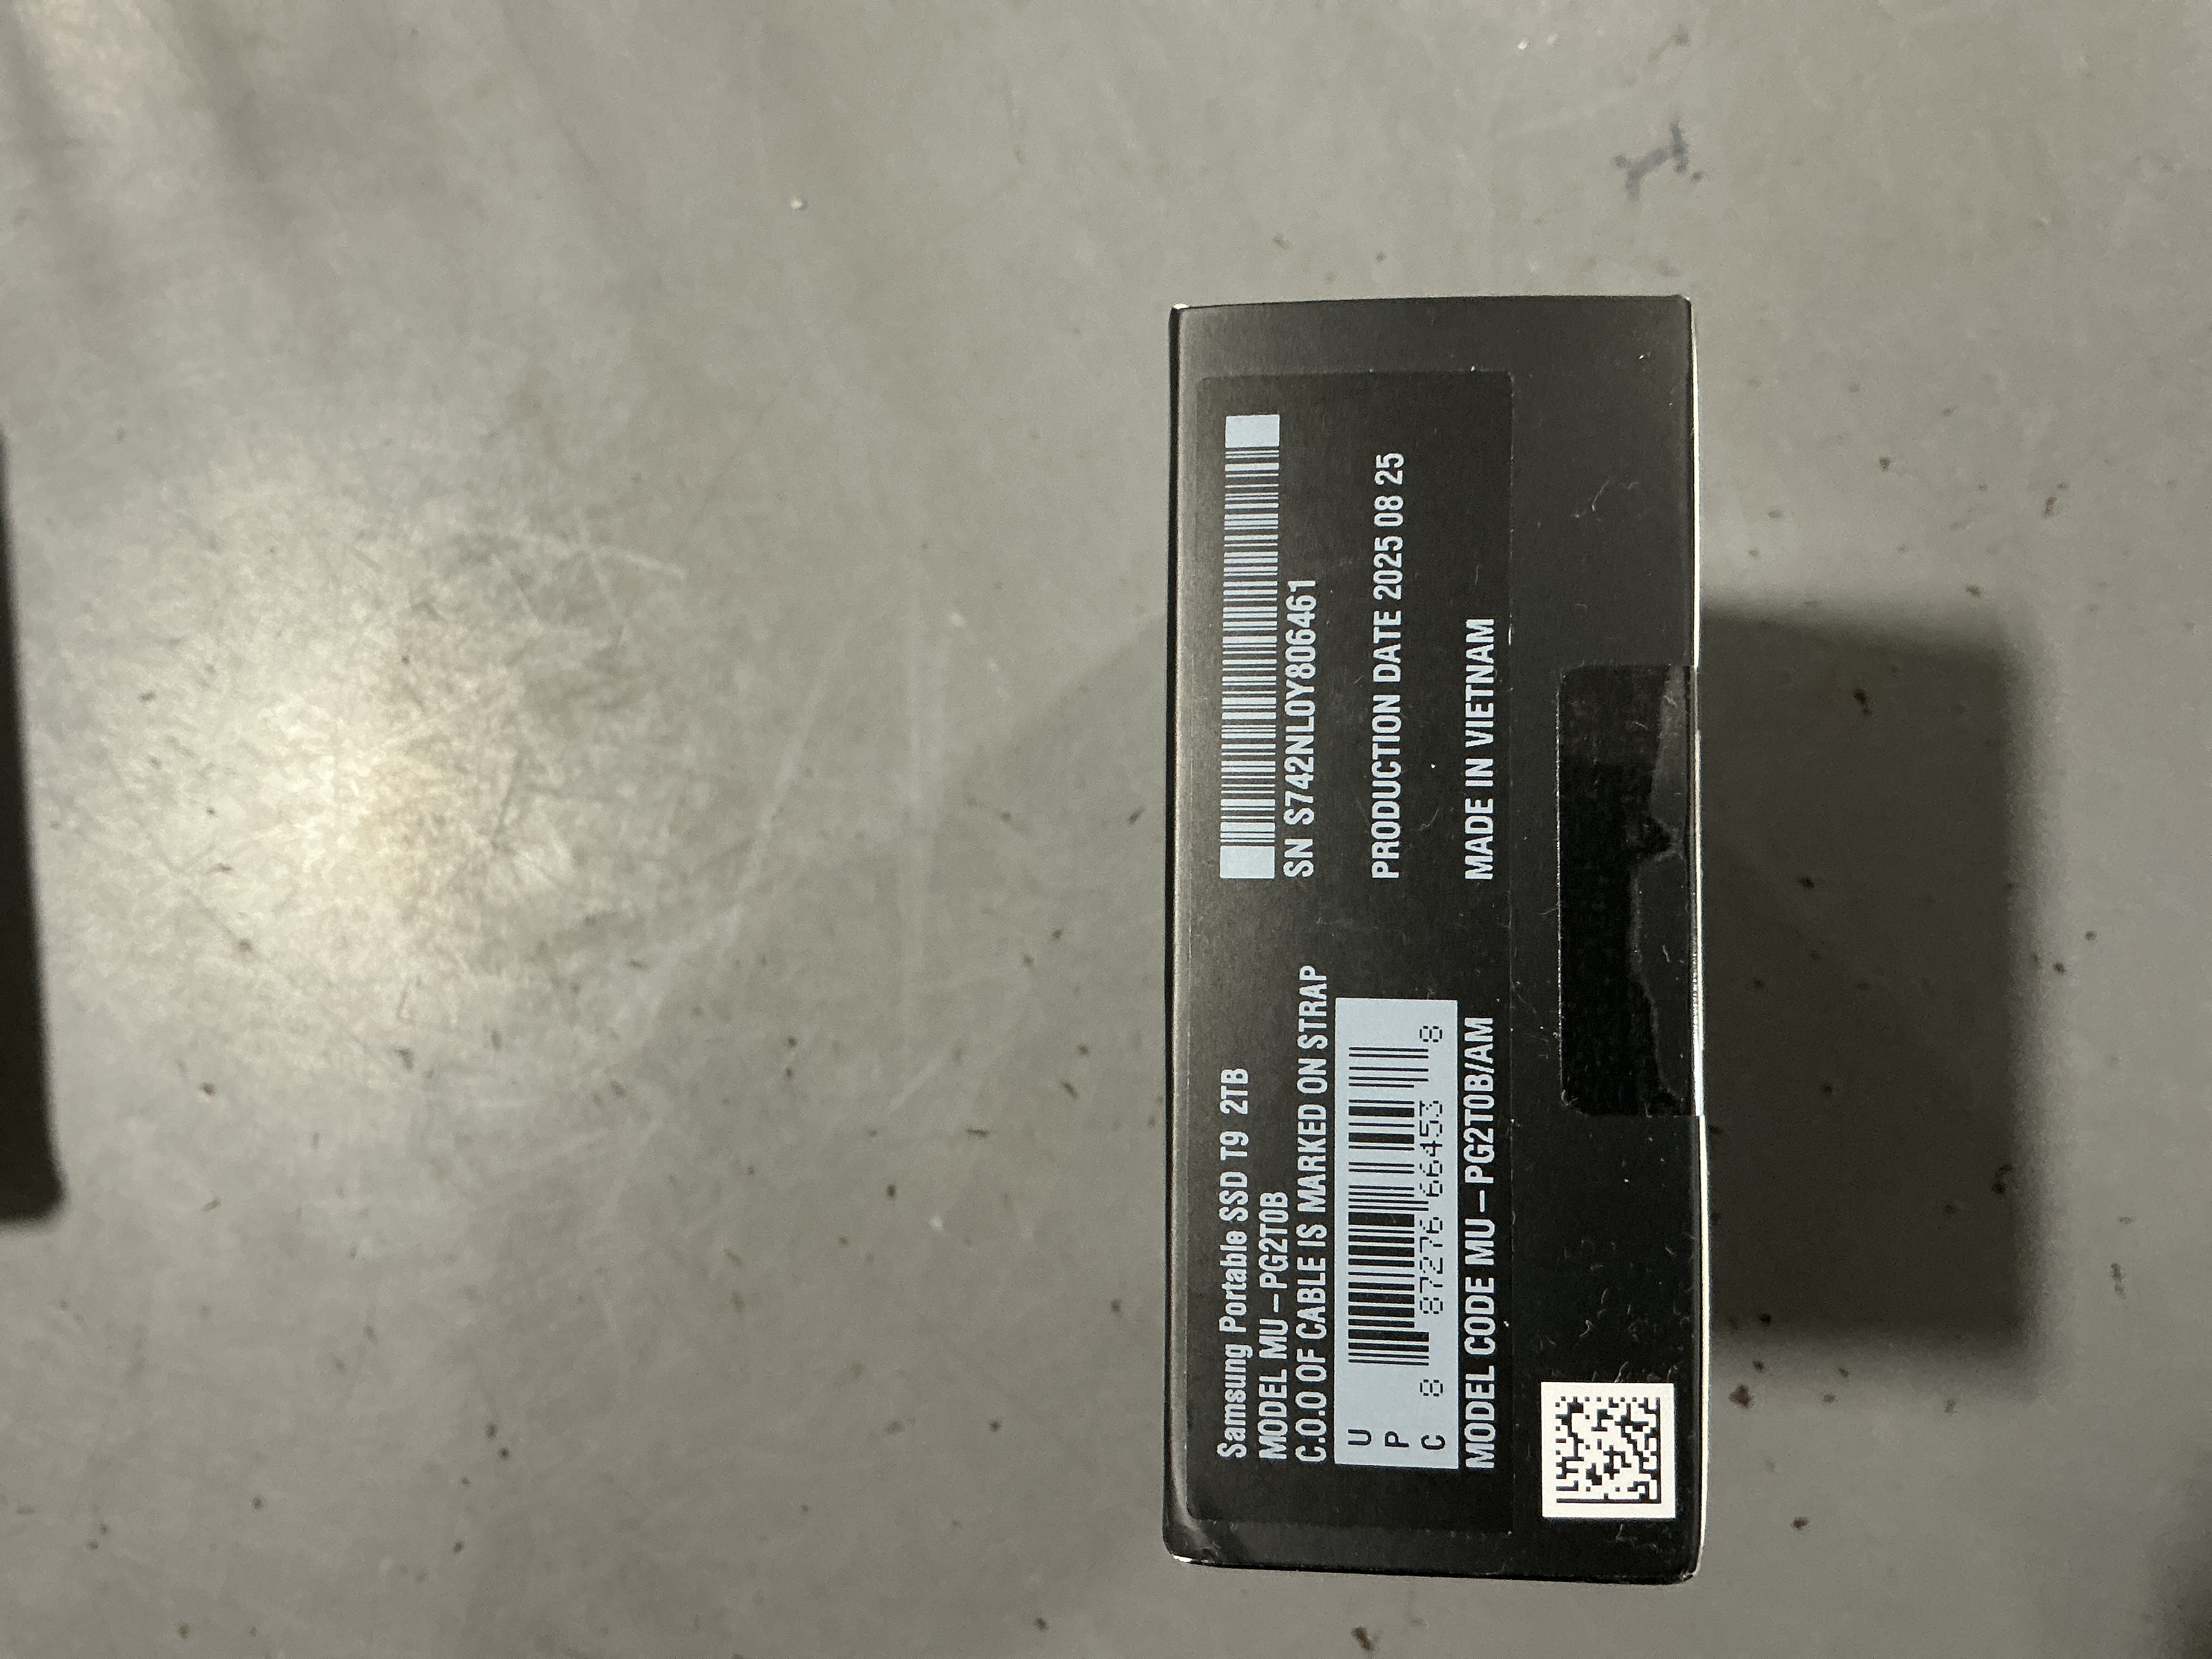 Samsung Portable SSD T9 2TB
MODEL MU-PG2T0B
C.O.O OF CABLE IS MARKED ON STRAP
UPC
8 87276 66453 8
MODEL CODE MU-PG2T0B/AM
SN S742NL0Y806461
PRODUCTION DATE 2025 08 25
MADE IN VIETNAM